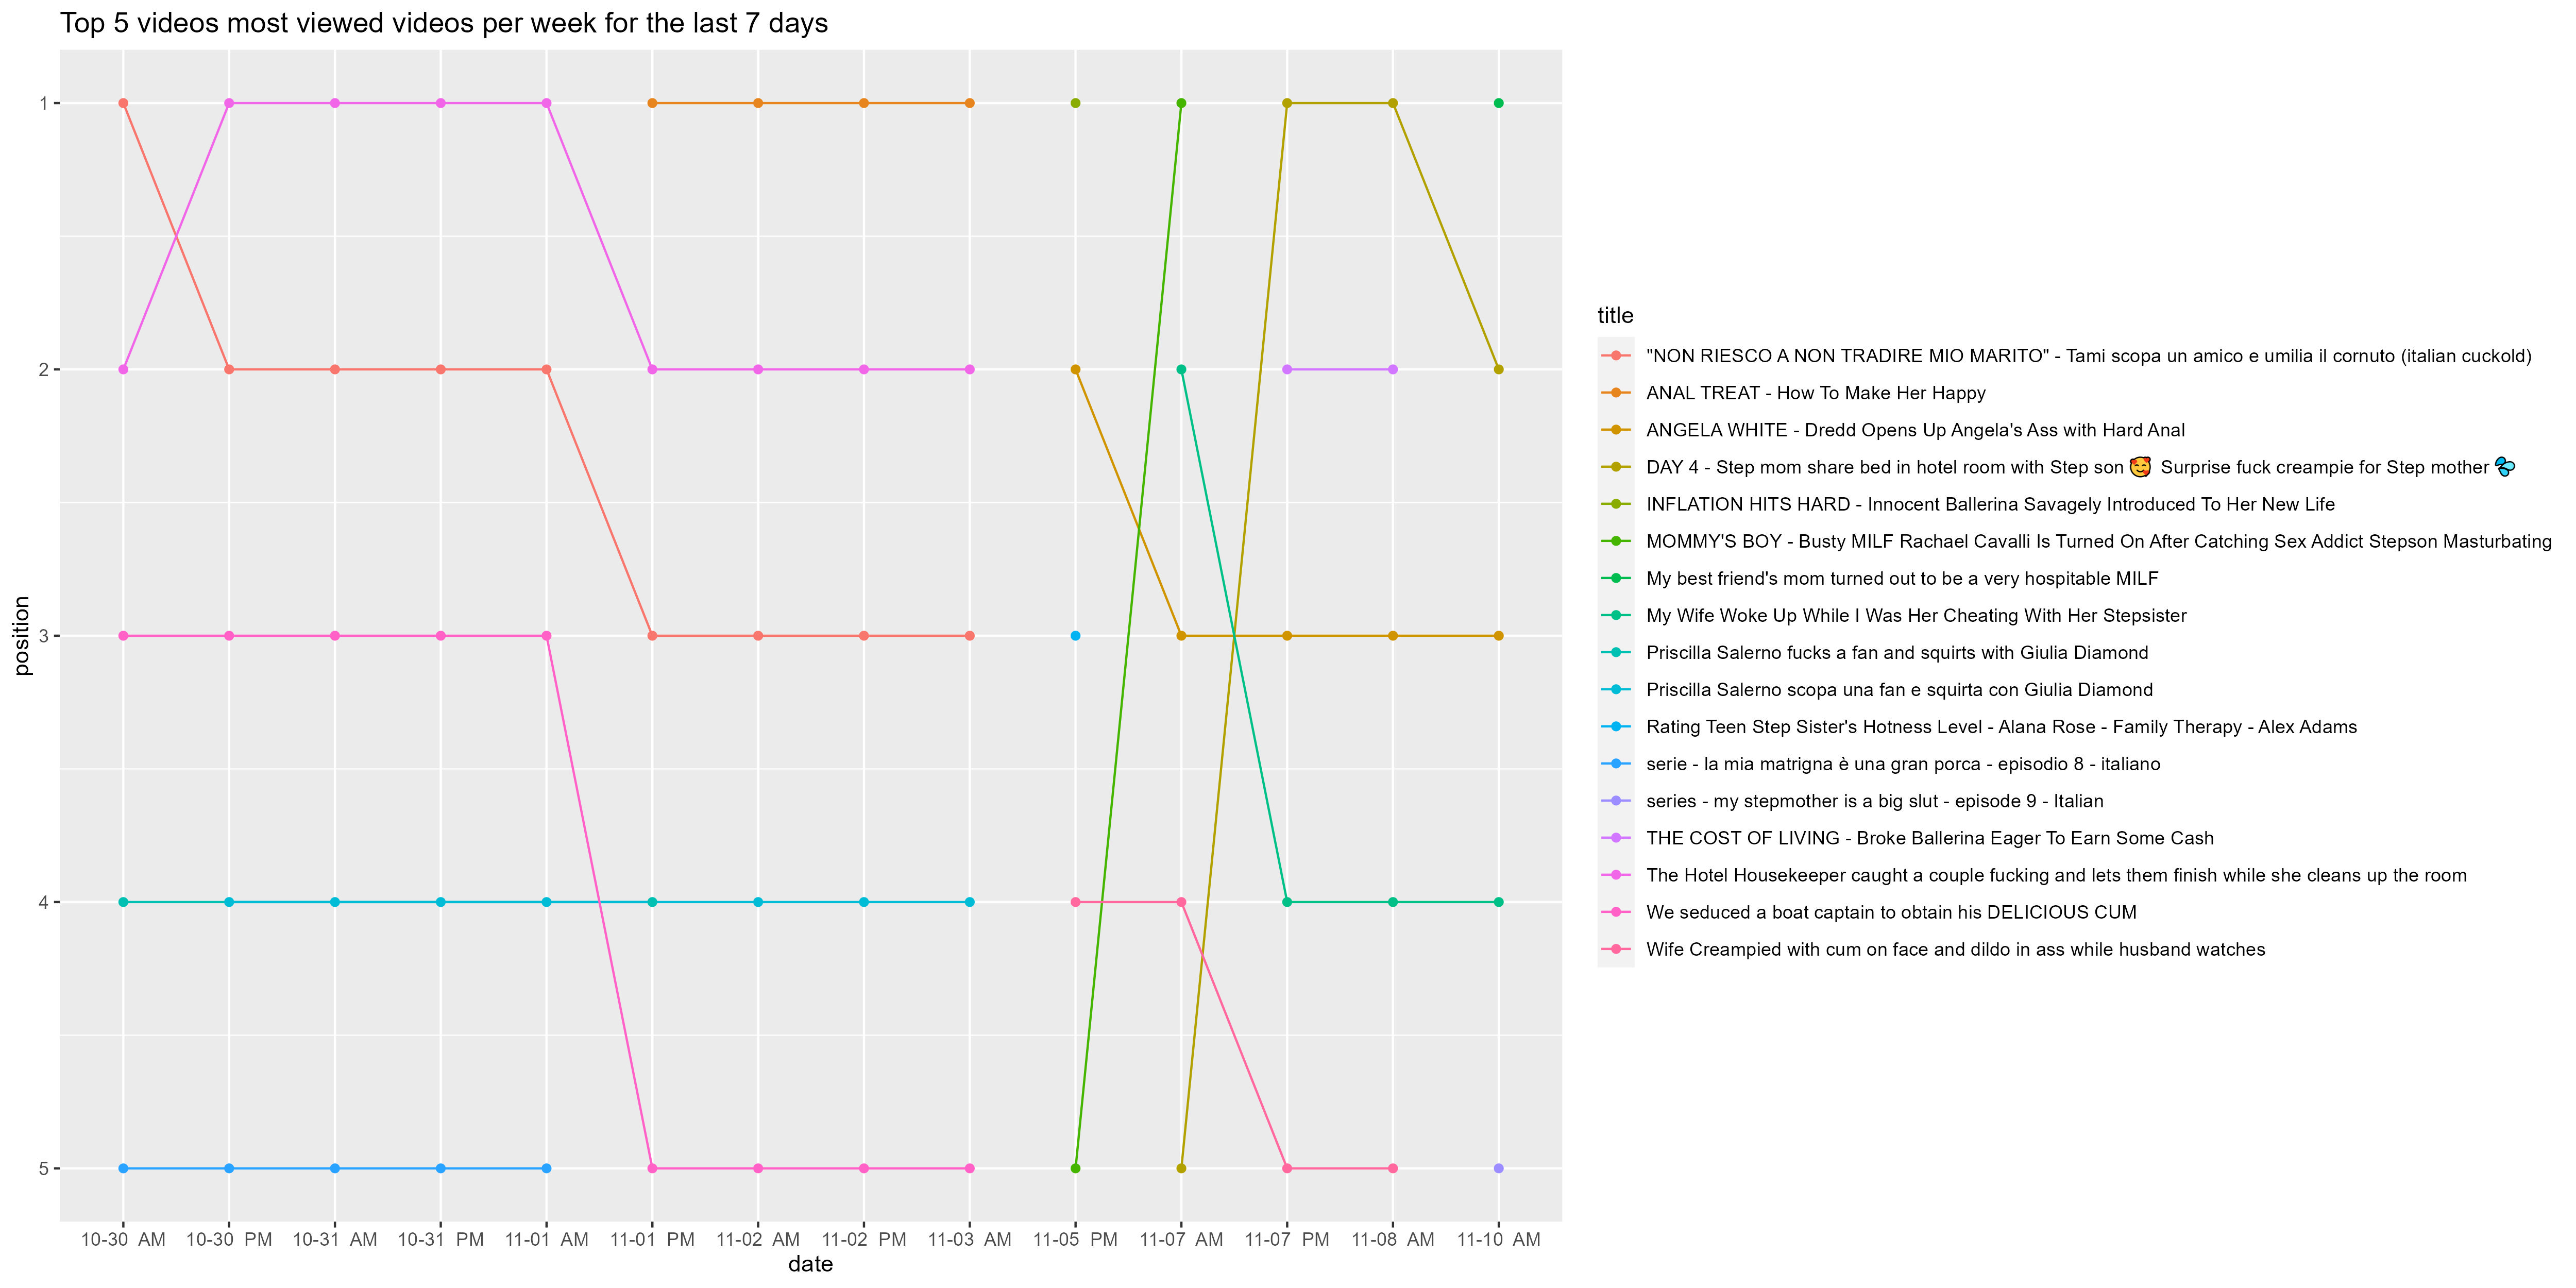 Top 5 videos most viewed videos per week for the last 7 days
position
1
2
3
4
5
10-30 AM 10-30 PM 10-31 AM 10-31 PM 11-01 AM 11-01 PM 11-02 AM 11-02 PM 11-03 AM 11-05 PM 11-07 AM 11-07 PM 11-08 AM 11-10 AM
date
title
"NON RIESCO A NON TRADIRE MIO MARITO" - Tami scopa un amico e umilia il cornuto (italian cuckold)
ANAL TREAT - How To Make Her Happy
ANGELA WHITE - Dredd Opens Up Angela's Ass with Hard Anal
DAY 4 - Step mom share bed in hotel room with Step son 🥰 Surprise fuck creampie for Step mother 💦
INFLATION HITS HARD - Innocent Ballerina Savagely Introduced To Her New Life
MOMMY'S BOY - Busty MILF Rachael Cavalli Is Turned On After Catching Sex Addict Stepson Masturbating
My best friend's mom turned out to be a very hospitable MILF
My Wife Woke Up While I Was Her Cheating With Her Stepsister
Priscilla Salerno fucks a fan and squirts with Giulia Diamond
Priscilla Salerno scopa una fan e squirta con Giulia Diamond
Rating Teen Step Sister's Hotness Level - Alana Rose - Family Therapy - Alex Adams
serie - la mia matrigna è una gran porca - episodio 8 - italiano
series - my stepmother is a big slut - episode 9 - Italian
THE COST OF LIVING - Broke Ballerina Eager To Earn Some Cash
The Hotel Housekeeper caught a couple fucking and lets them finish while she cleans up the room
We seduced a boat captain to obtain his DELICIOUS CUM
Wife Creampied with cum on face and dildo in ass while husband watches